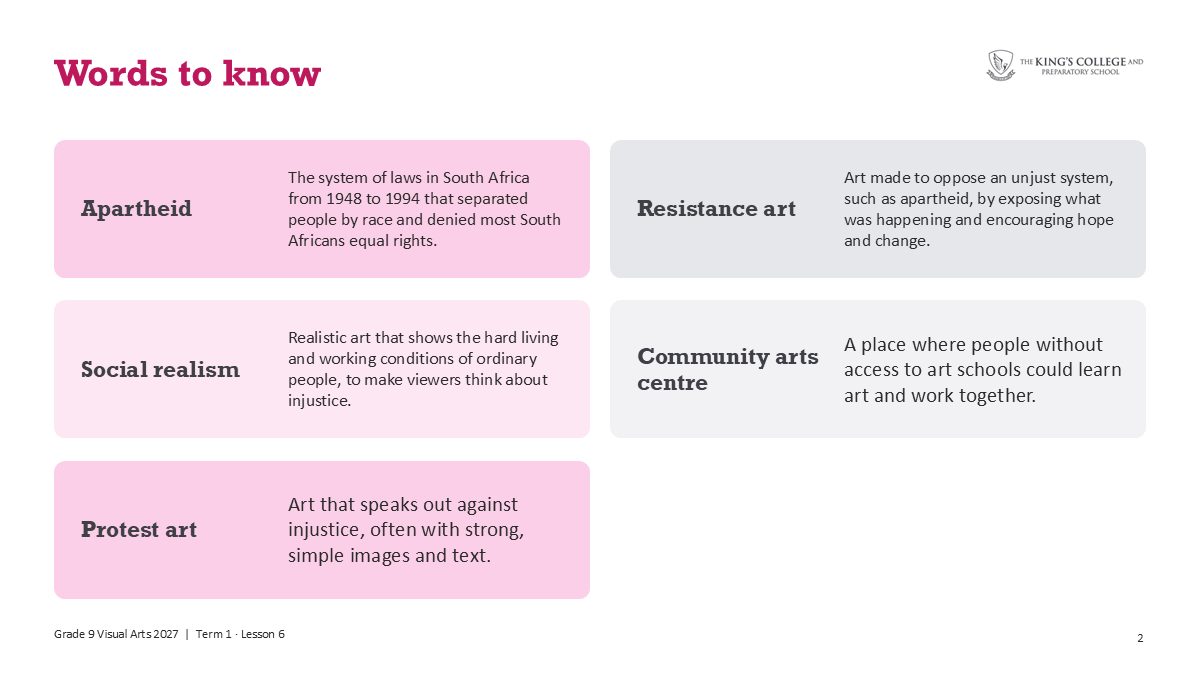 Words to know
THE KING'S COLLEGE AND
PREPARATORY SCHOOL
Apartheid
The system of laws in South Africa
from 1948 to 1994 that separated
people by race and denied most South
Africans equal rights.
Resistance art
Art made to oppose an unjust system,
such as apartheid, by exposing what
was happening and encouraging hope
and change.
Social realism
Realistic art that shows the hard living
and working conditions of ordinary
people, to make viewers think about
injustice.
Community arts
centre
A place where people without
access to art schools could learn
art and work together.
Protest art
Art that speaks out against
injustice, often with strong,
simple images and text.
Grade 9 Visual Arts 2027 | Term 1 · Lesson 6
2